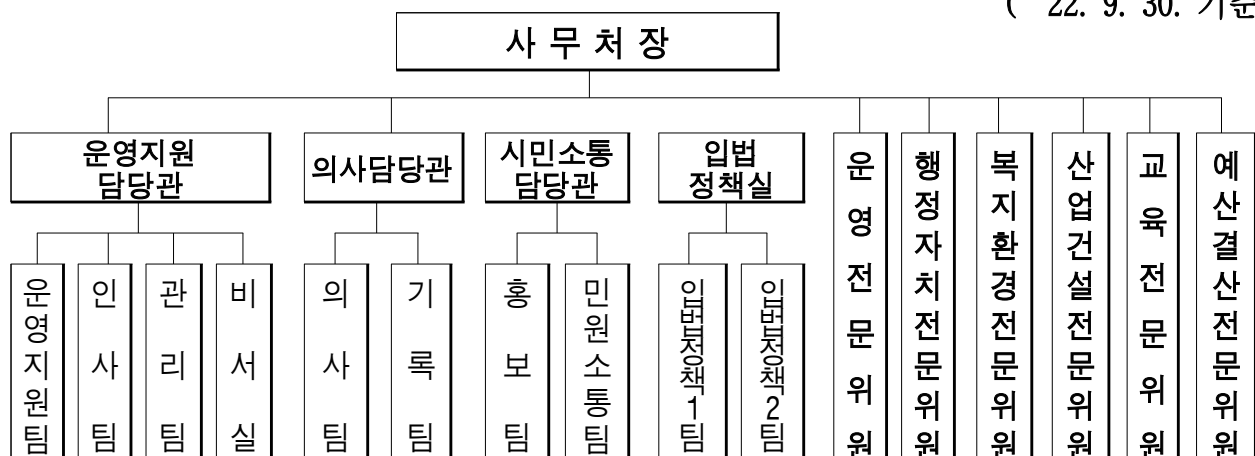 ( 22. 9. 30. 기준
사무처장
운영지원
담당관
의사담당관
시민소통
담당관
입법
정책실
운영전문위원
행정자치전문위원
복지환경전문위원
산업건설전문위원
교육전문위원
예산결산전문위원
운영지원팀
인사팀
관리팀
비서실
의사팀
기록팀
홍보팀
민원소통팀
입법정책1팀
입법정책2팀